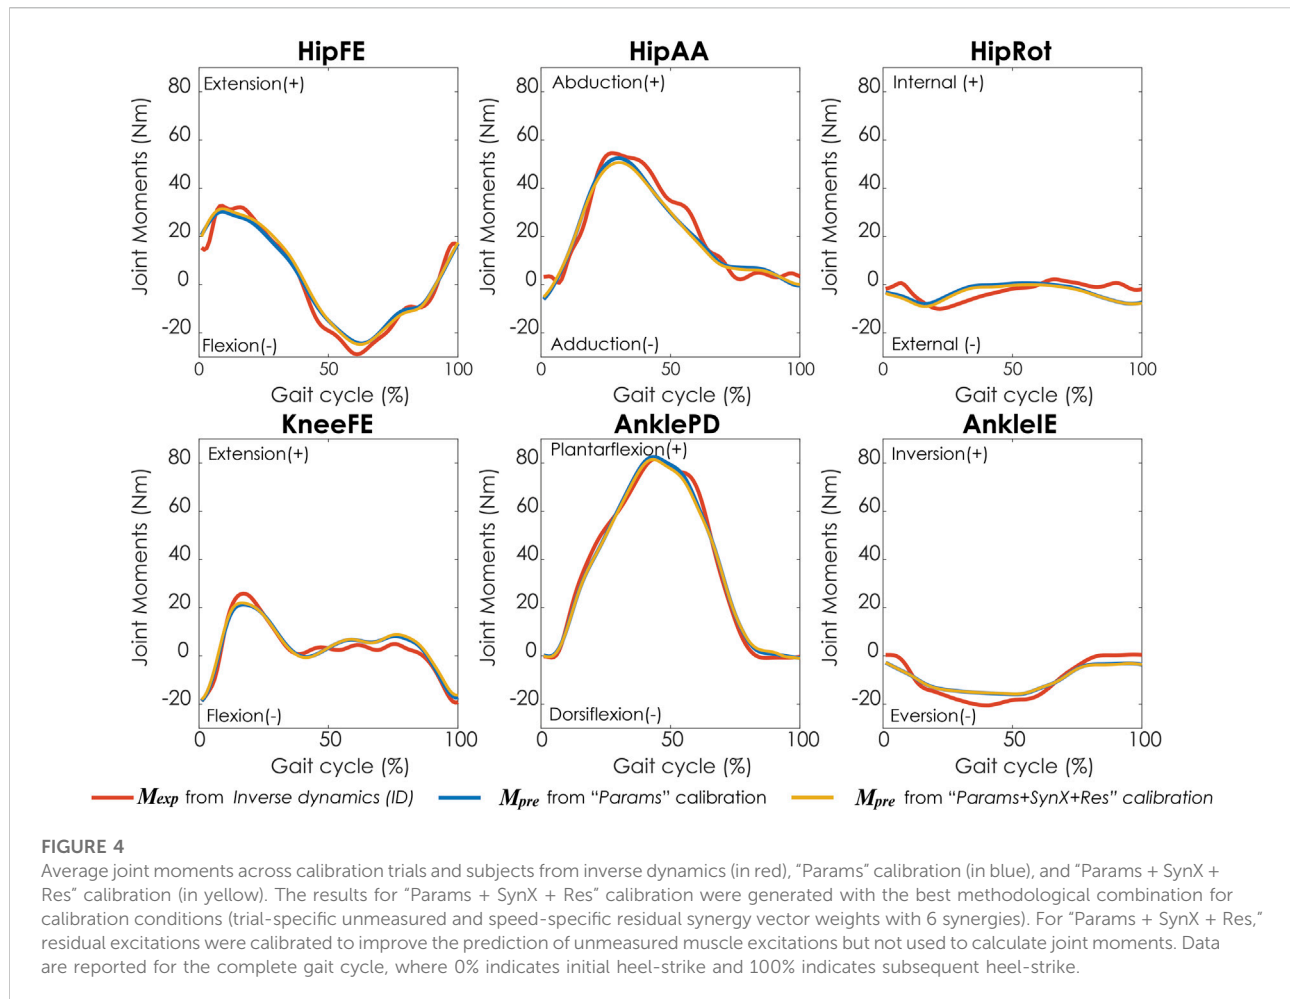 HipFE
HipAA
HipRot
Extension(+)
Abduction(+)
Internal (+)
80
60
40
20
0
-20
Joint Moments (Nm)
Flexion(-)
0
50
100
Gait cycle (%)
80
60
40
20
0
-20
Joint Moments (Nm)
Adduction(-)
0
50
100
Gait cycle (%)
80
60
40
20
0
-20
Joint Moments (Nm)
External (-)
0
50
100
Gait cycle (%)
KneeFE
AnklePD
AnkleIE
Extension(+)
Plantarflexion(+)
Inversion(+)
80
60
40
20
0
-20
Joint Moments (Nm)
Flexion(-)
0
50
100
Gait cycle (%)
80
60
40
20
0
-20
Joint Moments (Nm)
Dorsiflexion(-)
0
50
100
Gait cycle (%)
80
60
40
20
0
-20
Joint Moments (Nm)
Eversion(-)
0
50
100
Gait cycle (%)
Mexp from Inverse dynamics (ID)
Mpre from “Params” calibration
Mpre from “Params+SynX+Res” calibration
FIGURE 4
Average joint moments across calibration trials and subjects from inverse dynamics (in red), “Params” calibration (in blue), and “Params + SynX +
Res” calibration (in yellow). The results for “Params + SynX + Res” calibration were generated with the best methodological combination for
calibration conditions (trial-specific unmeasured and speed-specific residual synergy vector weights with 6 synergies). For “Params + SynX + Res,”
residual excitations were calibrated to improve the prediction of unmeasured muscle excitations but not used to calculate joint moments. Data
are reported for the complete gait cycle, where 0% indicates initial heel-strike and 100% indicates subsequent heel-strike.